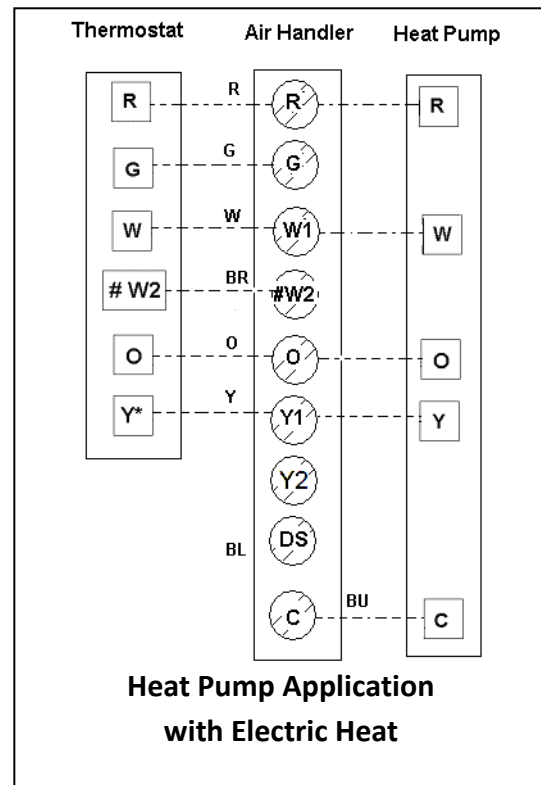 Thermostat Air Handler Heat Pump
R R R R
G G G
W W W1 W
# W2 BR #W2
O O O O
Y* Y Y1 Y
Y2
BL DS
C BU C
Heat Pump Application
with Electric Heat